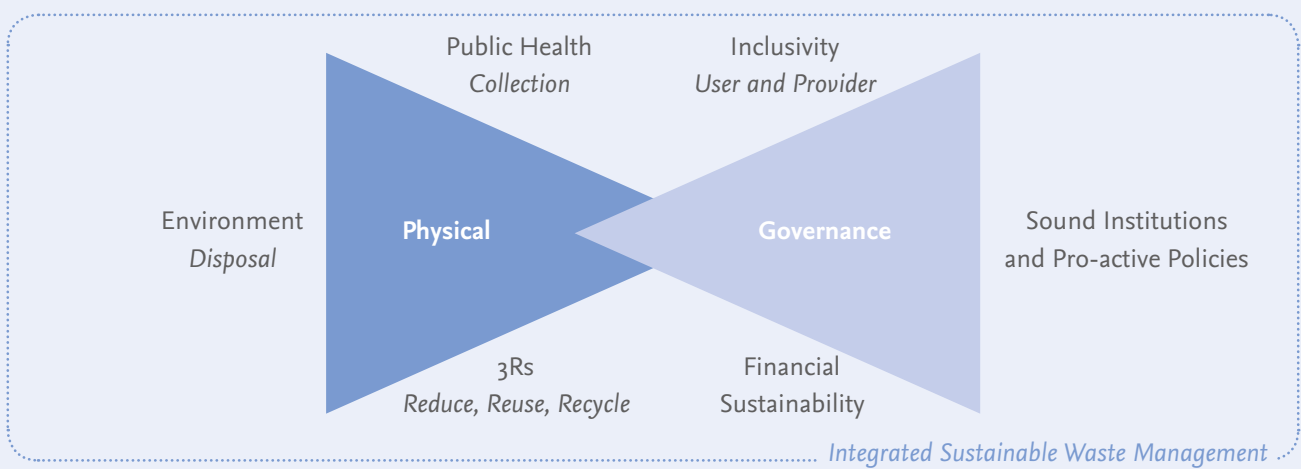 Public Health
Collection
Inclusivity
User and Provider
Environment
Disposal
Physical
Governance
Sound Institutions
and Pro-active Policies
3Rs
Reduce, Reuse, Recycle
Financial
Sustainability
Integrated Sustainable Waste Management